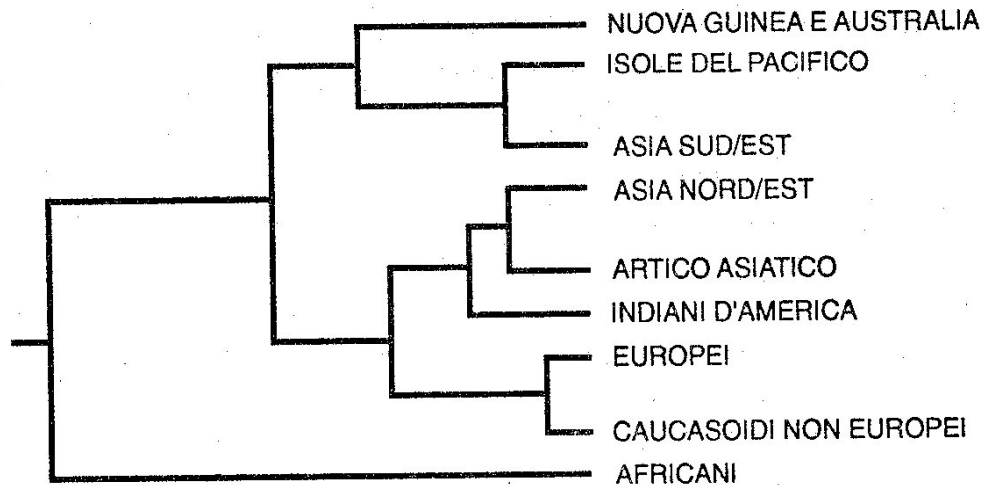 NUOVA GUINEA E AUSTRALIA
ISOLE DEL PACIFICO
ASIA SUD/EST
ASIA NORD/EST
ARTICO ASIATICO
INDIANI D'AMERICA
EUROPEI
CAUCASOIDI NON EUROPEI
AFRICANI